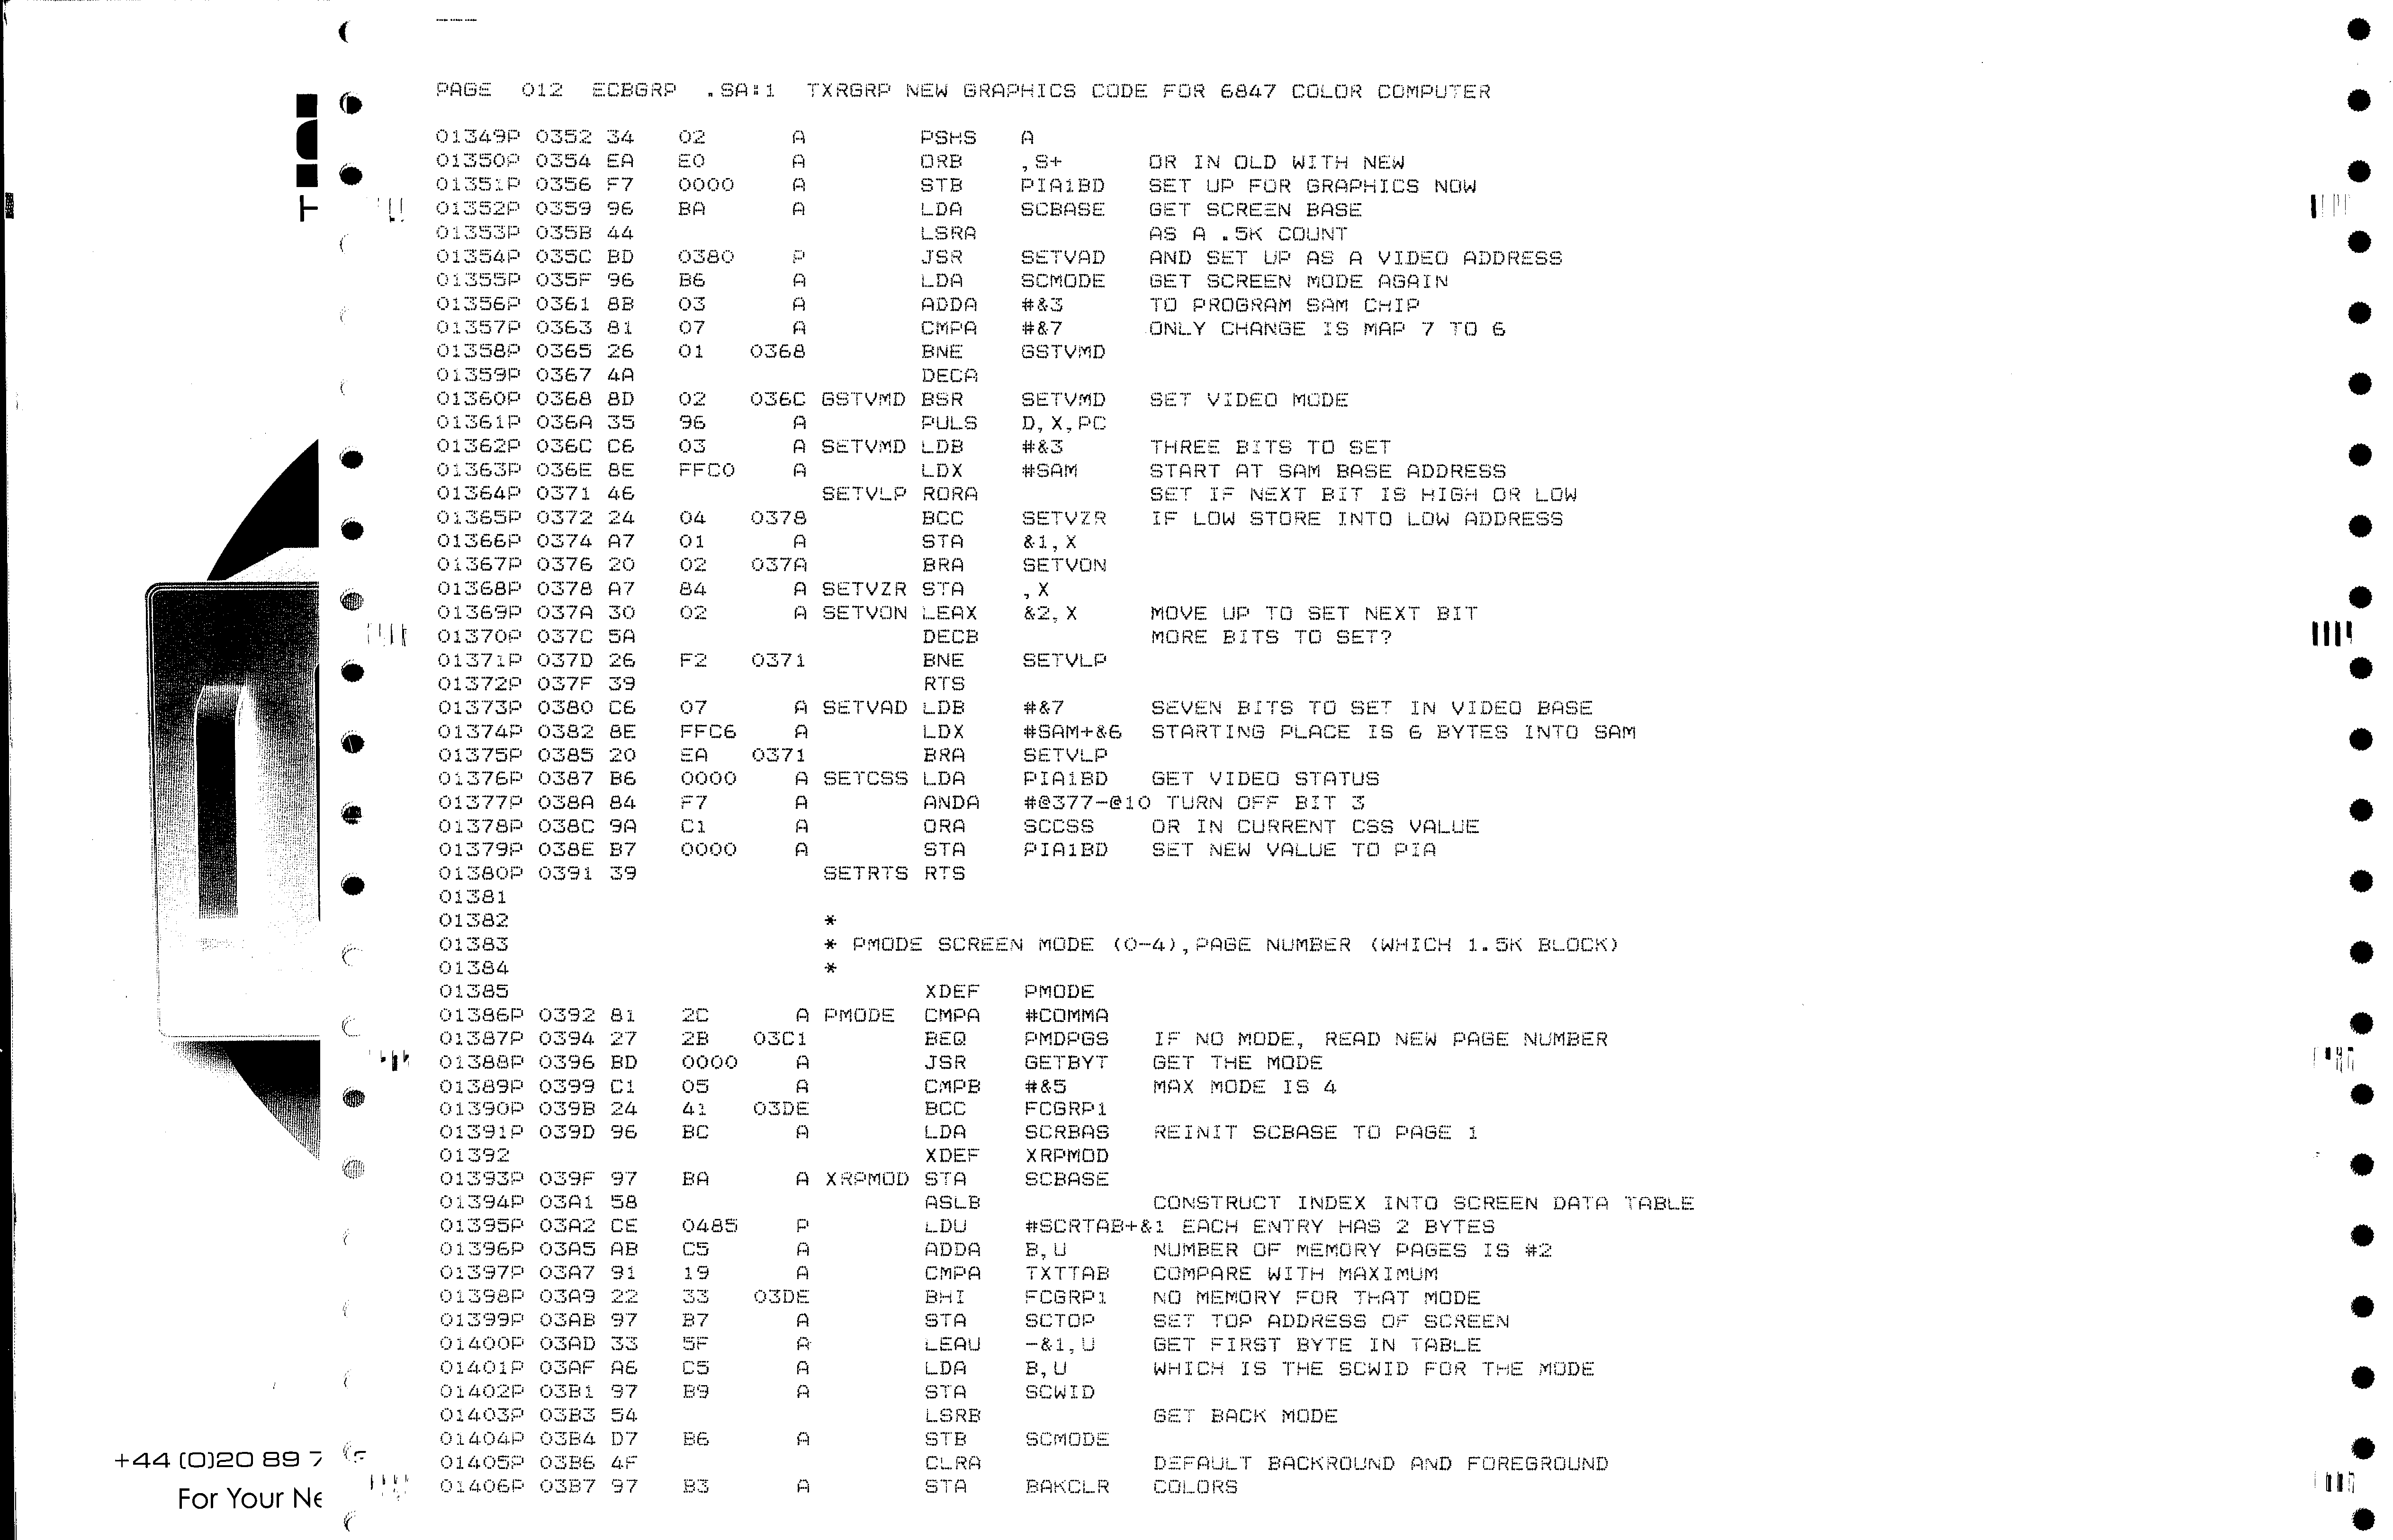 PAGE  012  ECBGRP  .SA:1  TXRGRP NEW GRAPHICS CODE FOR 6847 COLOR COMPUTER
01349P 0352 34    02      A        PSHS   A
01350P 0354 EA    E0      A        ORB    ,S+      OR IN OLD WITH NEW
01351P 0356 F7    0000    A        STB    PIA1BD   SET UP FOR GRAPHICS NOW
01352P 0359 96    BA      A        LDA    SCBASE   GET SCREEN BASE
01353P 035B 44                     LSRA            AS A .5K COUNT
01354P 035C BD    0380    P        JSR    SETVAD   AND SET UP AS A VIDEO ADDRESS
01355P 035F 96    B6      A        LDA    SCMODE   GET SCREEN MODE AGAIN
01356P 0361 8B    03      A        ADDA   #&3      TO PROGRAM SAM CHIP
01357P 0363 81    07      A        CMPA   #&7      ONLY CHANGE IS MAP 7 TO 6
01358P 0365 26    01   0368        BNE    GSTVMD
01359P 0367 4A                     DECA
01360P 0368 8D    02   036C GSTVMD BSR    SETVMD   SET VIDEO MODE
01361P 036A 35    96      A        PULS   D,X,PC
01362P 036C C6    03      A SETVMD LDB    #&3      THREE BITS TO SET
01363P 036E 8E    FFC0    A        LDX    #SAM     START AT SAM BASE ADDRESS
01364P 0371 46              SETVLP RORA            SET IF NEXT BIT IS HIGH OR LOW
01365P 0372 24    04   0378        BCC    SETVZR   IF LOW STORE INTO LOW ADDRESS
01366P 0374 A7    01      A        STA    &1,X
01367P 0376 20    02   037A        BRA    SETVON
01368P 0378 A7    84      A SETVZR STA    ,X
01369P 037A 30    02      A SETVON LEAX   &2,X     MOVE UP TO SET NEXT BIT
01370P 037C 5A                     DECB            MORE BITS TO SET?
01371P 037D 26    F2   0371        BNE    SETVLP
01372P 037F 39                     RTS
01373P 0380 C6    07      A SETVAD LDB    #&7      SEVEN BITS TO SET IN VIDEO BASE
01374P 0382 8E    FFC6    A        LDX    #SAM+&6  STARTING PLACE IS 6 BYTES INTO SAM
01375P 0385 20    EA   0371        BRA    SETVLP
01376P 0387 B6    0000    A SETCSS LDA    PIA1BD   GET VIDEO STATUS
01377P 038A 84    F7      A        ANDA   #@377-@10 TURN OFF BIT 3
01378P 038C 9A    C1      A        ORA    SCCSS    OR IN CURRENT CSS VALUE
01379P 038E B7    0000    A        STA    PIA1BD   SET NEW VALUE TO PIA
01380P 0391 39              SETRTS RTS
01381
01382                       *
01383                       * PMODE SCREEN MODE (0-4),PAGE NUMBER (WHICH 1.5K BLOCK)
01384                       *
01385                              XDEF   PMODE
01386P 0392 81    2C      A PMODE  CMPA   #COMMA
01387P 0394 27    2B   03C1        BEQ    PMDPGS   IF NO MODE, READ NEW PAGE NUMBER
01388P 0396 BD    0000    A        JSR    GETBYT   GET THE MODE
01389P 0399 C1    05      A        CMPB   #&5      MAX MODE IS 4
01390P 039B 24    41   03DE        BCC    FCGRP1
01391P 039D 96    BC      A        LDA    SCRBAS   REINIT SCBASE TO PAGE 1
01392                              XDEF   XRPMOD
01393P 039F 97    BA      A XRPMOD STA    SCBASE
01394P 03A1 58                     ASLB            CONSTRUCT INDEX INTO SCREEN DATA TABLE
01395P 03A2 CE    0485    P        LDU    #SCRTAB+&1 EACH ENTRY HAS 2 BYTES
01396P 03A5 AB    C5      A        ADDA   B,U      NUMBER OF MEMORY PAGES IS #2
01397P 03A7 91    19      A        CMPA   TXTTAB   COMPARE WITH MAXIMUM
01398P 03A9 22    33   03DE        BHI    FCGRP1   NO MEMORY FOR THAT MODE
01399P 03AB 97    B7      A        STA    SCTOP    SET TOP ADDRESS OF SCREEN
01400P 03AD 33    5F      A        LEAU   -&1,U    GET FIRST BYTE IN TABLE
01401P 03AF A6    C5      A        LDA    B,U      WHICH IS THE SCWID FOR THE MODE
01402P 03B1 97    B9      A        STA    SCWID
01403P 03B3 54                     LSRB            GET BACK MODE
01404P 03B4 D7    B6      A        STB    SCMODE
01405P 03B6 4F                     CLRA            DEFAULT BACKROUND AND FOREGROUND
01406P 03B7 97    B3      A        STA    BAKCLR   COLORS
+44 (0)20 89 7
For Your Ne